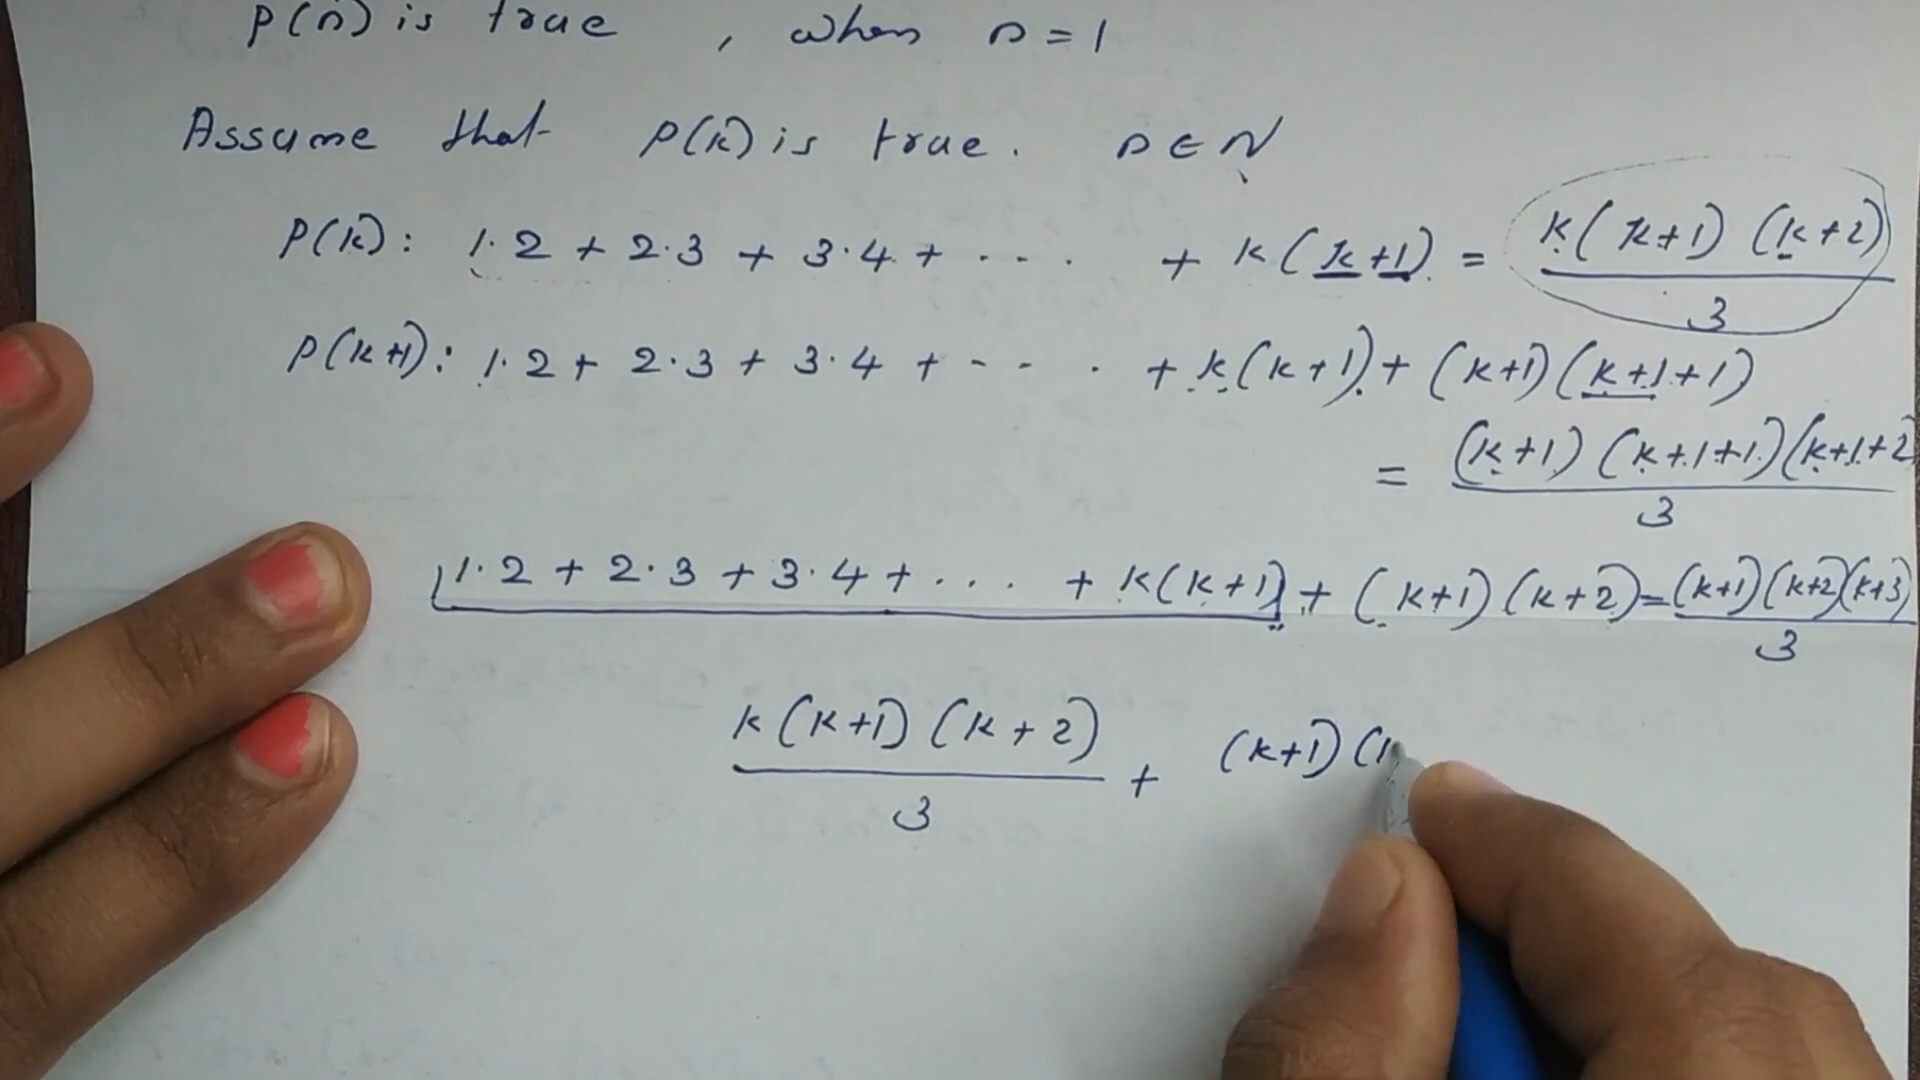 P(n) is true , when n = 1
Assume that P(k) is true. n ∈ N
P(k): 1·2 + 2·3 + 3·4 + ···· + k(k+1) = k(k+1)(k+2)/3
P(k+1): 1·2 + 2·3 + 3·4 + - - · + k(k+1) + (k+1)(k+1+1)
= (k+1)(k+1+1)(k+1+2/3
1·2 + 2·3 + 3·4 + ... + k(k+1) + (k+1)(k+2) = (k+1)(k+2)(k+3)/3
k(k+1)(k+2)/3 + (k+1)(